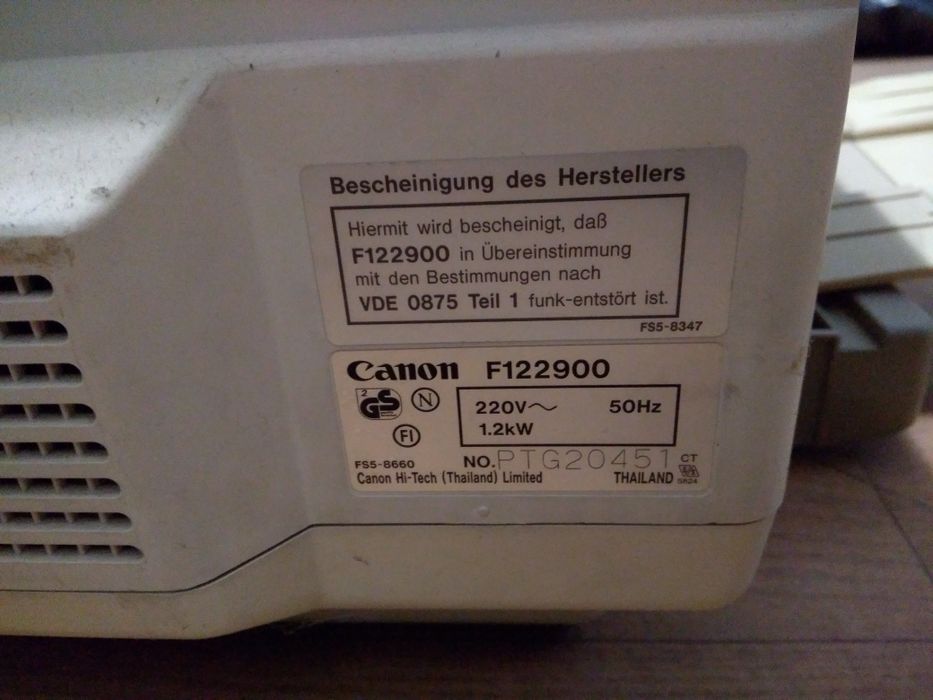 Bescheinigung des Herstellers
Hiermit wird bescheinigt, daß
F122900 in Übereinstimmung
mit den Bestimmungen nach
VDE 0875 Teil 1 funk-entstört ist.
FS5-8347
Canon F122900
2 GS N
220V～ 50Hz
FI
1.2kW
FS5-8660 NO. PTG20451 CT
Canon Hi-Tech (Thailand) Limited THAILAND